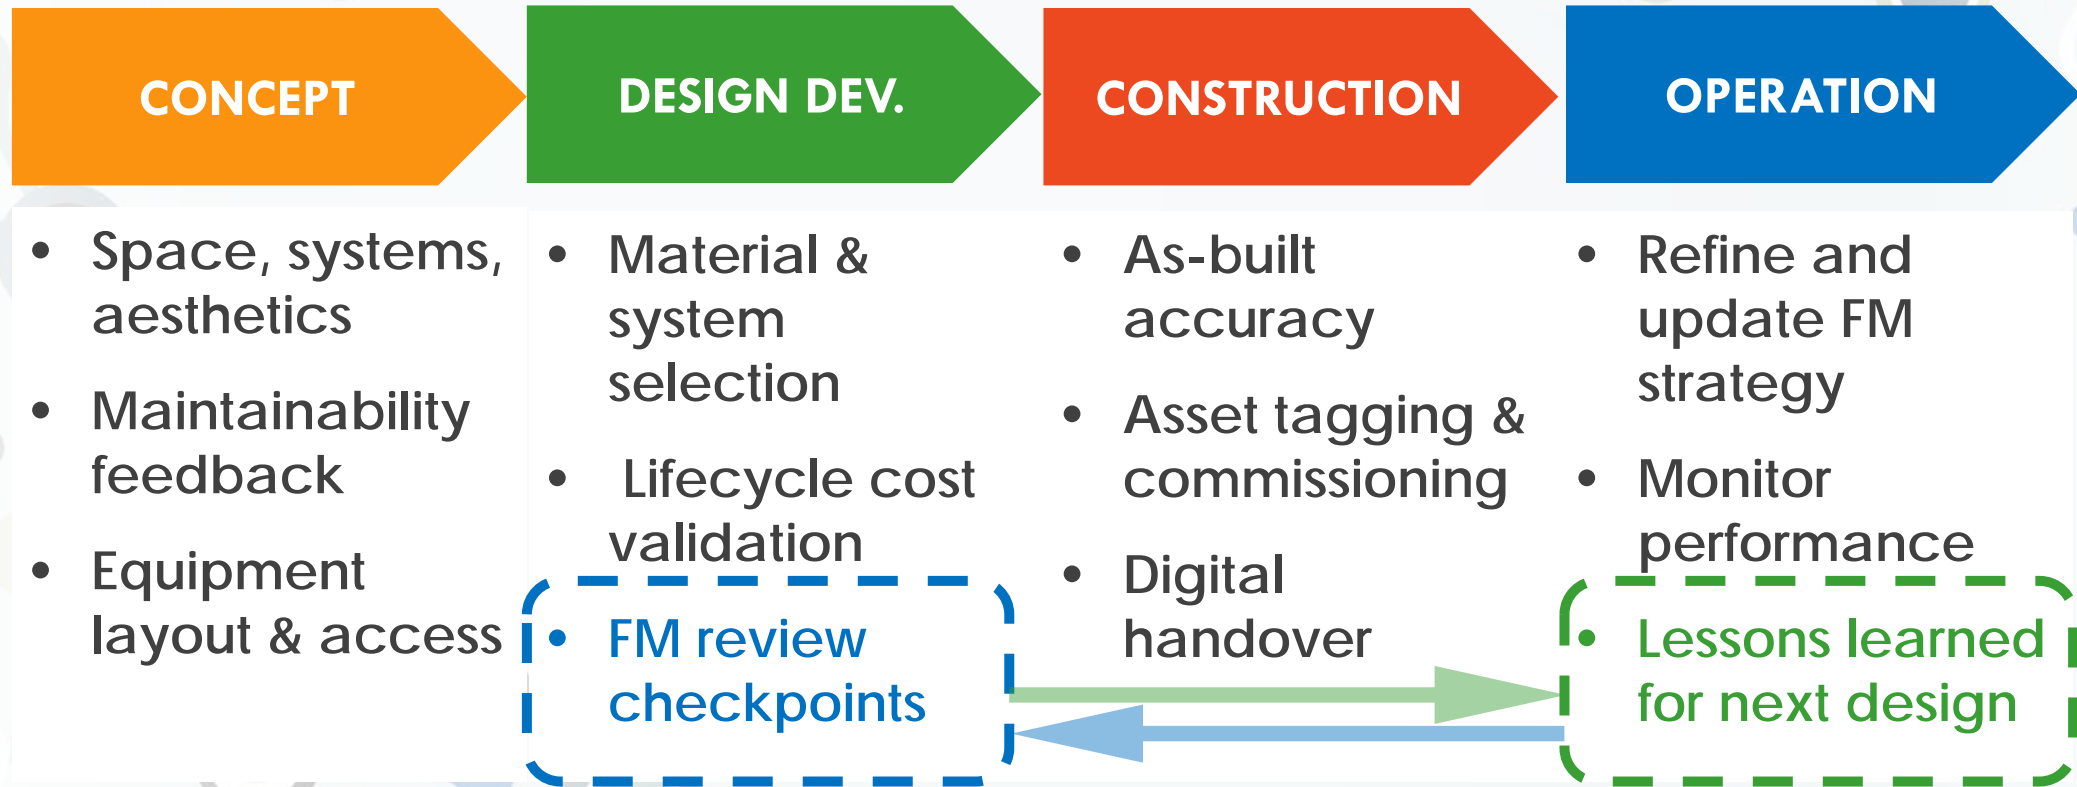 CONCEPT
DESIGN DEV.
CONSTRUCTION
OPERATION
• Space, systems,
aesthetics
• Maintainability
feedback
• Equipment
layout & access
• Material &
system
selection
• Lifecycle cost
validation
• FM review
checkpoints
• As-built
accuracy
• Asset tagging &
commissioning
• Digital
handover
• Refine and
update FM
strategy
• Monitor
performance
• Lessons learned
for next design